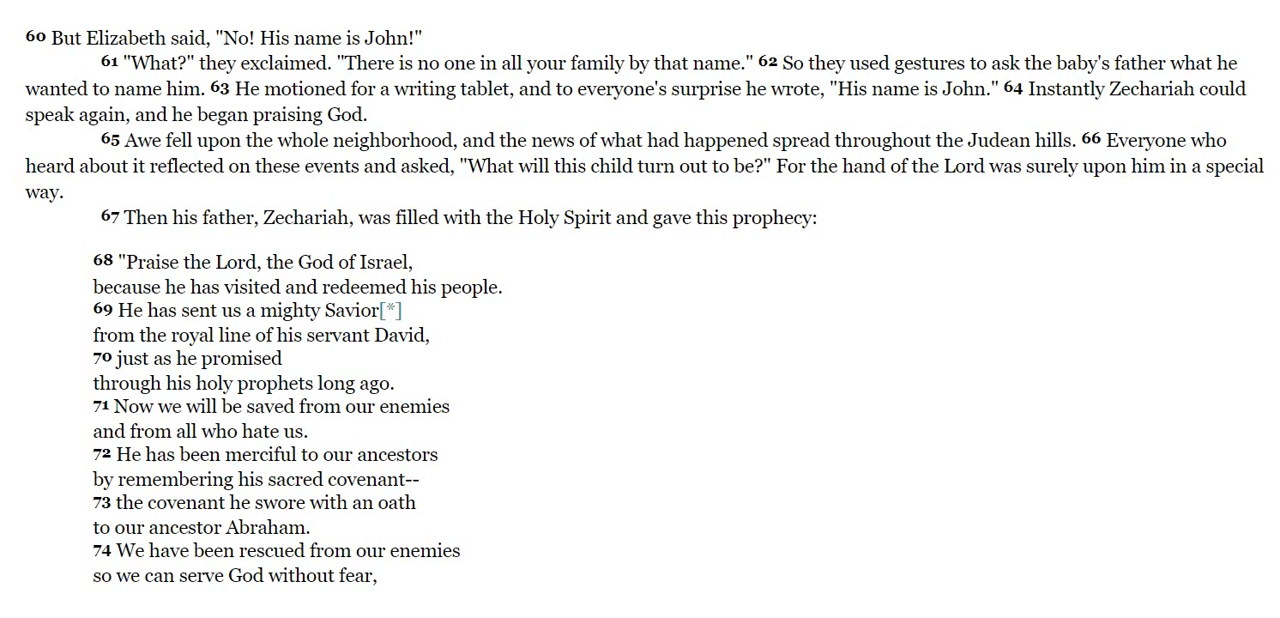 60 But Elizabeth said, "No! His name is John!"
61 "What?" they exclaimed. "There is no one in all your family by that name." 62 So they used gestures to ask the baby's father what he
wanted to name him. 63 He motioned for a writing tablet, and to everyone's surprise he wrote, "His name is John." 64 Instantly Zechariah could
speak again, and he began praising God.
65 Awe fell upon the whole neighborhood, and the news of what had happened spread throughout the Judean hills. 66 Everyone who
heard about it reflected on these events and asked, "What will this child turn out to be?" For the hand of the Lord was surely upon him in a special
way.
67 Then his father, Zechariah, was filled with the Holy Spirit and gave this prophecy:
68 "Praise the Lord, the God of Israel,
because he has visited and redeemed his people.
69 He has sent us a mighty Savior[*]
from the royal line of his servant David,
70 just as he promised
through his holy prophets long ago.
71 Now we will be saved from our enemies
and from all who hate us.
72 He has been merciful to our ancestors
by remembering his sacred covenant--
73 the covenant he swore with an oath
to our ancestor Abraham.
74 We have been rescued from our enemies
so we can serve God without fear,